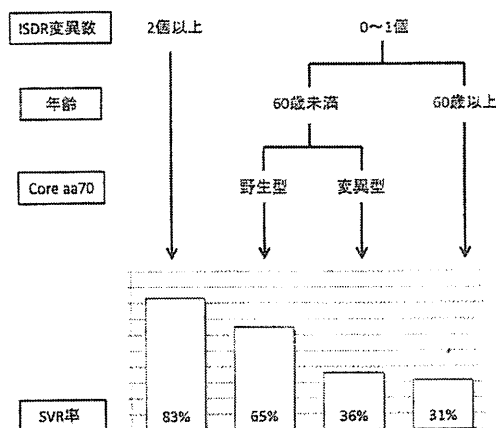 ISDR変異数 2個以上 0～1個
年齢 60歳未満 60歳以上
Core aa70 野生型 変異型
SVR率 83% 65% 36% 31%